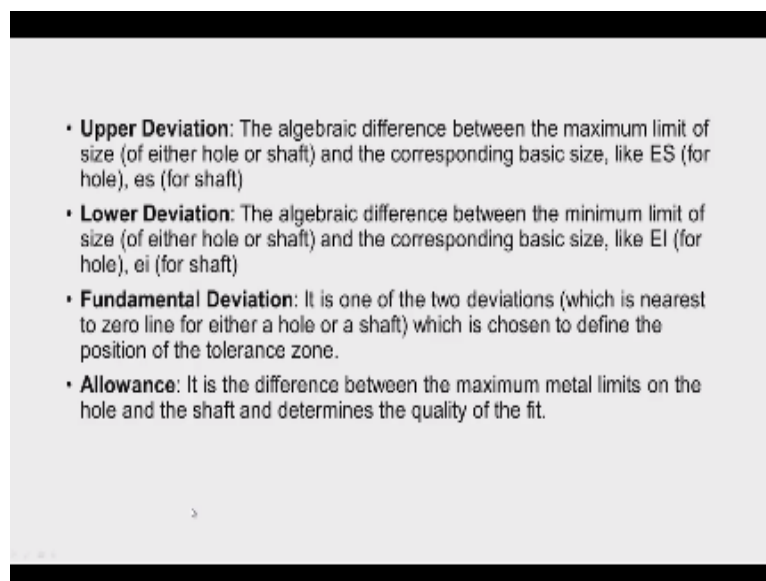 • Upper Deviation: The algebraic difference between the maximum limit of
size (of either hole or shaft) and the corresponding basic size, like ES (for
hole), es (for shaft)
• Lower Deviation: The algebraic difference between the minimum limit of
size (of either hole or shaft) and the corresponding basic size, like EI (for
hole), ei (for shaft)
• Fundamental Deviation: It is one of the two deviations (which is nearest
to zero line for either a hole or a shaft) which is chosen to define the
position of the tolerance zone.
• Allowance: It is the difference between the maximum metal limits on the
hole and the shaft and determines the quality of the fit.